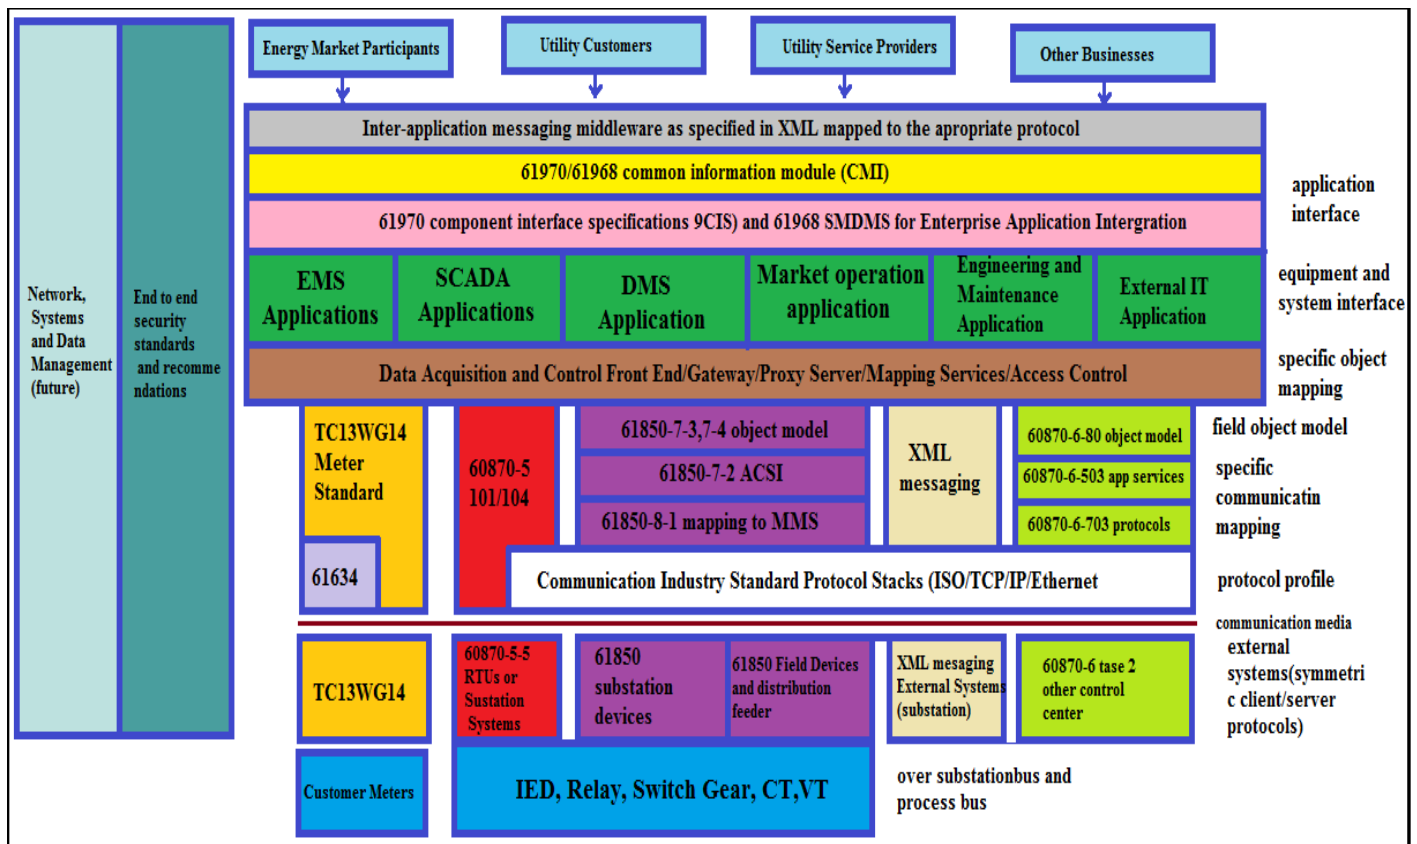 Energy Market Participants
Utility Customers
Utility Service Providers
Other Businesses
Inter-application messaging middleware as specified in XML mapped to the apropriate protocol
61970/61968 common information module (CMI)
61970 component interface specifications 9CIS) and 61968 SMDMS for Enterprise Application Intergration
application
interface
EMS
Applications
SCADA
Applications
DMS
Application
Market operation
application
Engineering and
Maintenance
Application
External IT
Application
equipment and
system interface
Network,
Systems
and Data
Management
(future)
End to end
security
standards
and recomme
ndations
Data Acquisition and Control Front End/Gateway/Proxy Server/Mapping Services/Access Control
specific object
mapping
TC13WG14
Meter
Standard
61634
60870-5
101/104
61850-7-3,7-4 object model
61850-7-2 ACSI
61850-8-1 mapping to MMS
XML
messaging
60870-6-80 object model
60870-6-503 app services
60870-6-703 protocols
field object model
specific
communicatin
mapping
Communication Industry Standard Protocol Stacks (ISO/TCP/IP/Ethernet
protocol profile
communication media
TC13WG14
60870-5-5
RTUs or
Sustation
Systems
61850
substation
devices
61850 Field Devices
and distribution
feeder
XML mesaging
External Systems
(substation)
60870-6 tase 2
other control
center
external
systems(symmetri
c client/server
protocols)
Customer Meters
IED, Relay, Switch Gear, CT,VT
over substationbus and
process bus